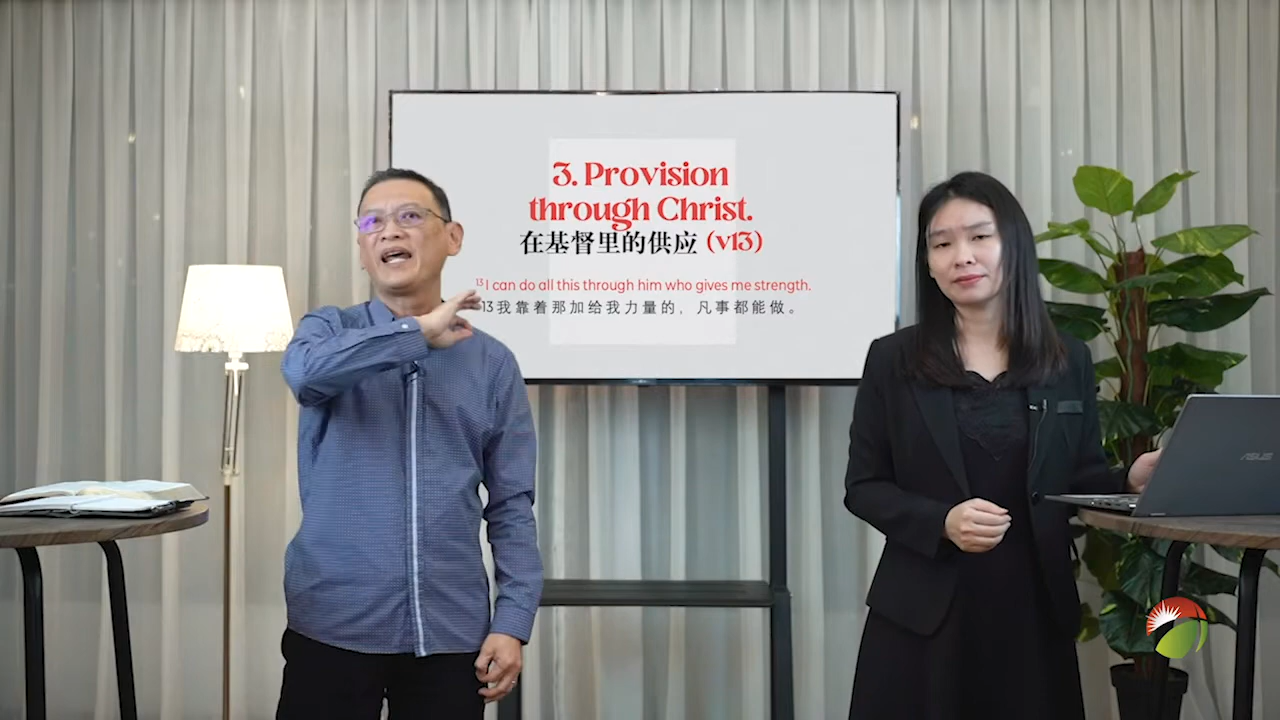 3. Provision
through Christ.
在基督里的供应 (v13)
13 I can do all this through him who gives me strength.
13 我靠着那加给我力量的，凡事都能做。
ASUS